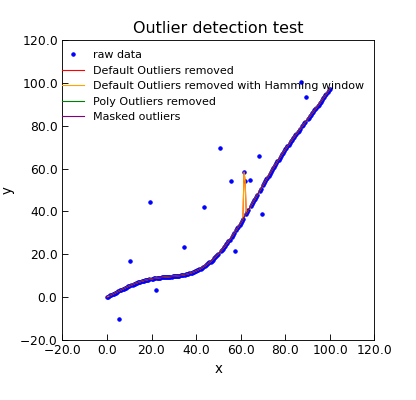 Outlier detection test
120.0
100.0
80.0
60.0
40.0
20.0
0.0
−20.0
y
raw data
Default Outliers removed
Default Outliers removed with Hamming window
Poly Outliers removed
Masked outliers
−20.0 0.0 20.0 40.0 60.0 80.0 100.0 120.0
x